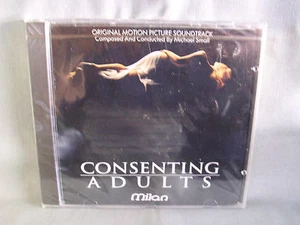 ORIGINAL MOTION PICTURE SOUNDTRACK
Composed And Conducted By Michael Small
CONSENTING
ADULTS
Milan